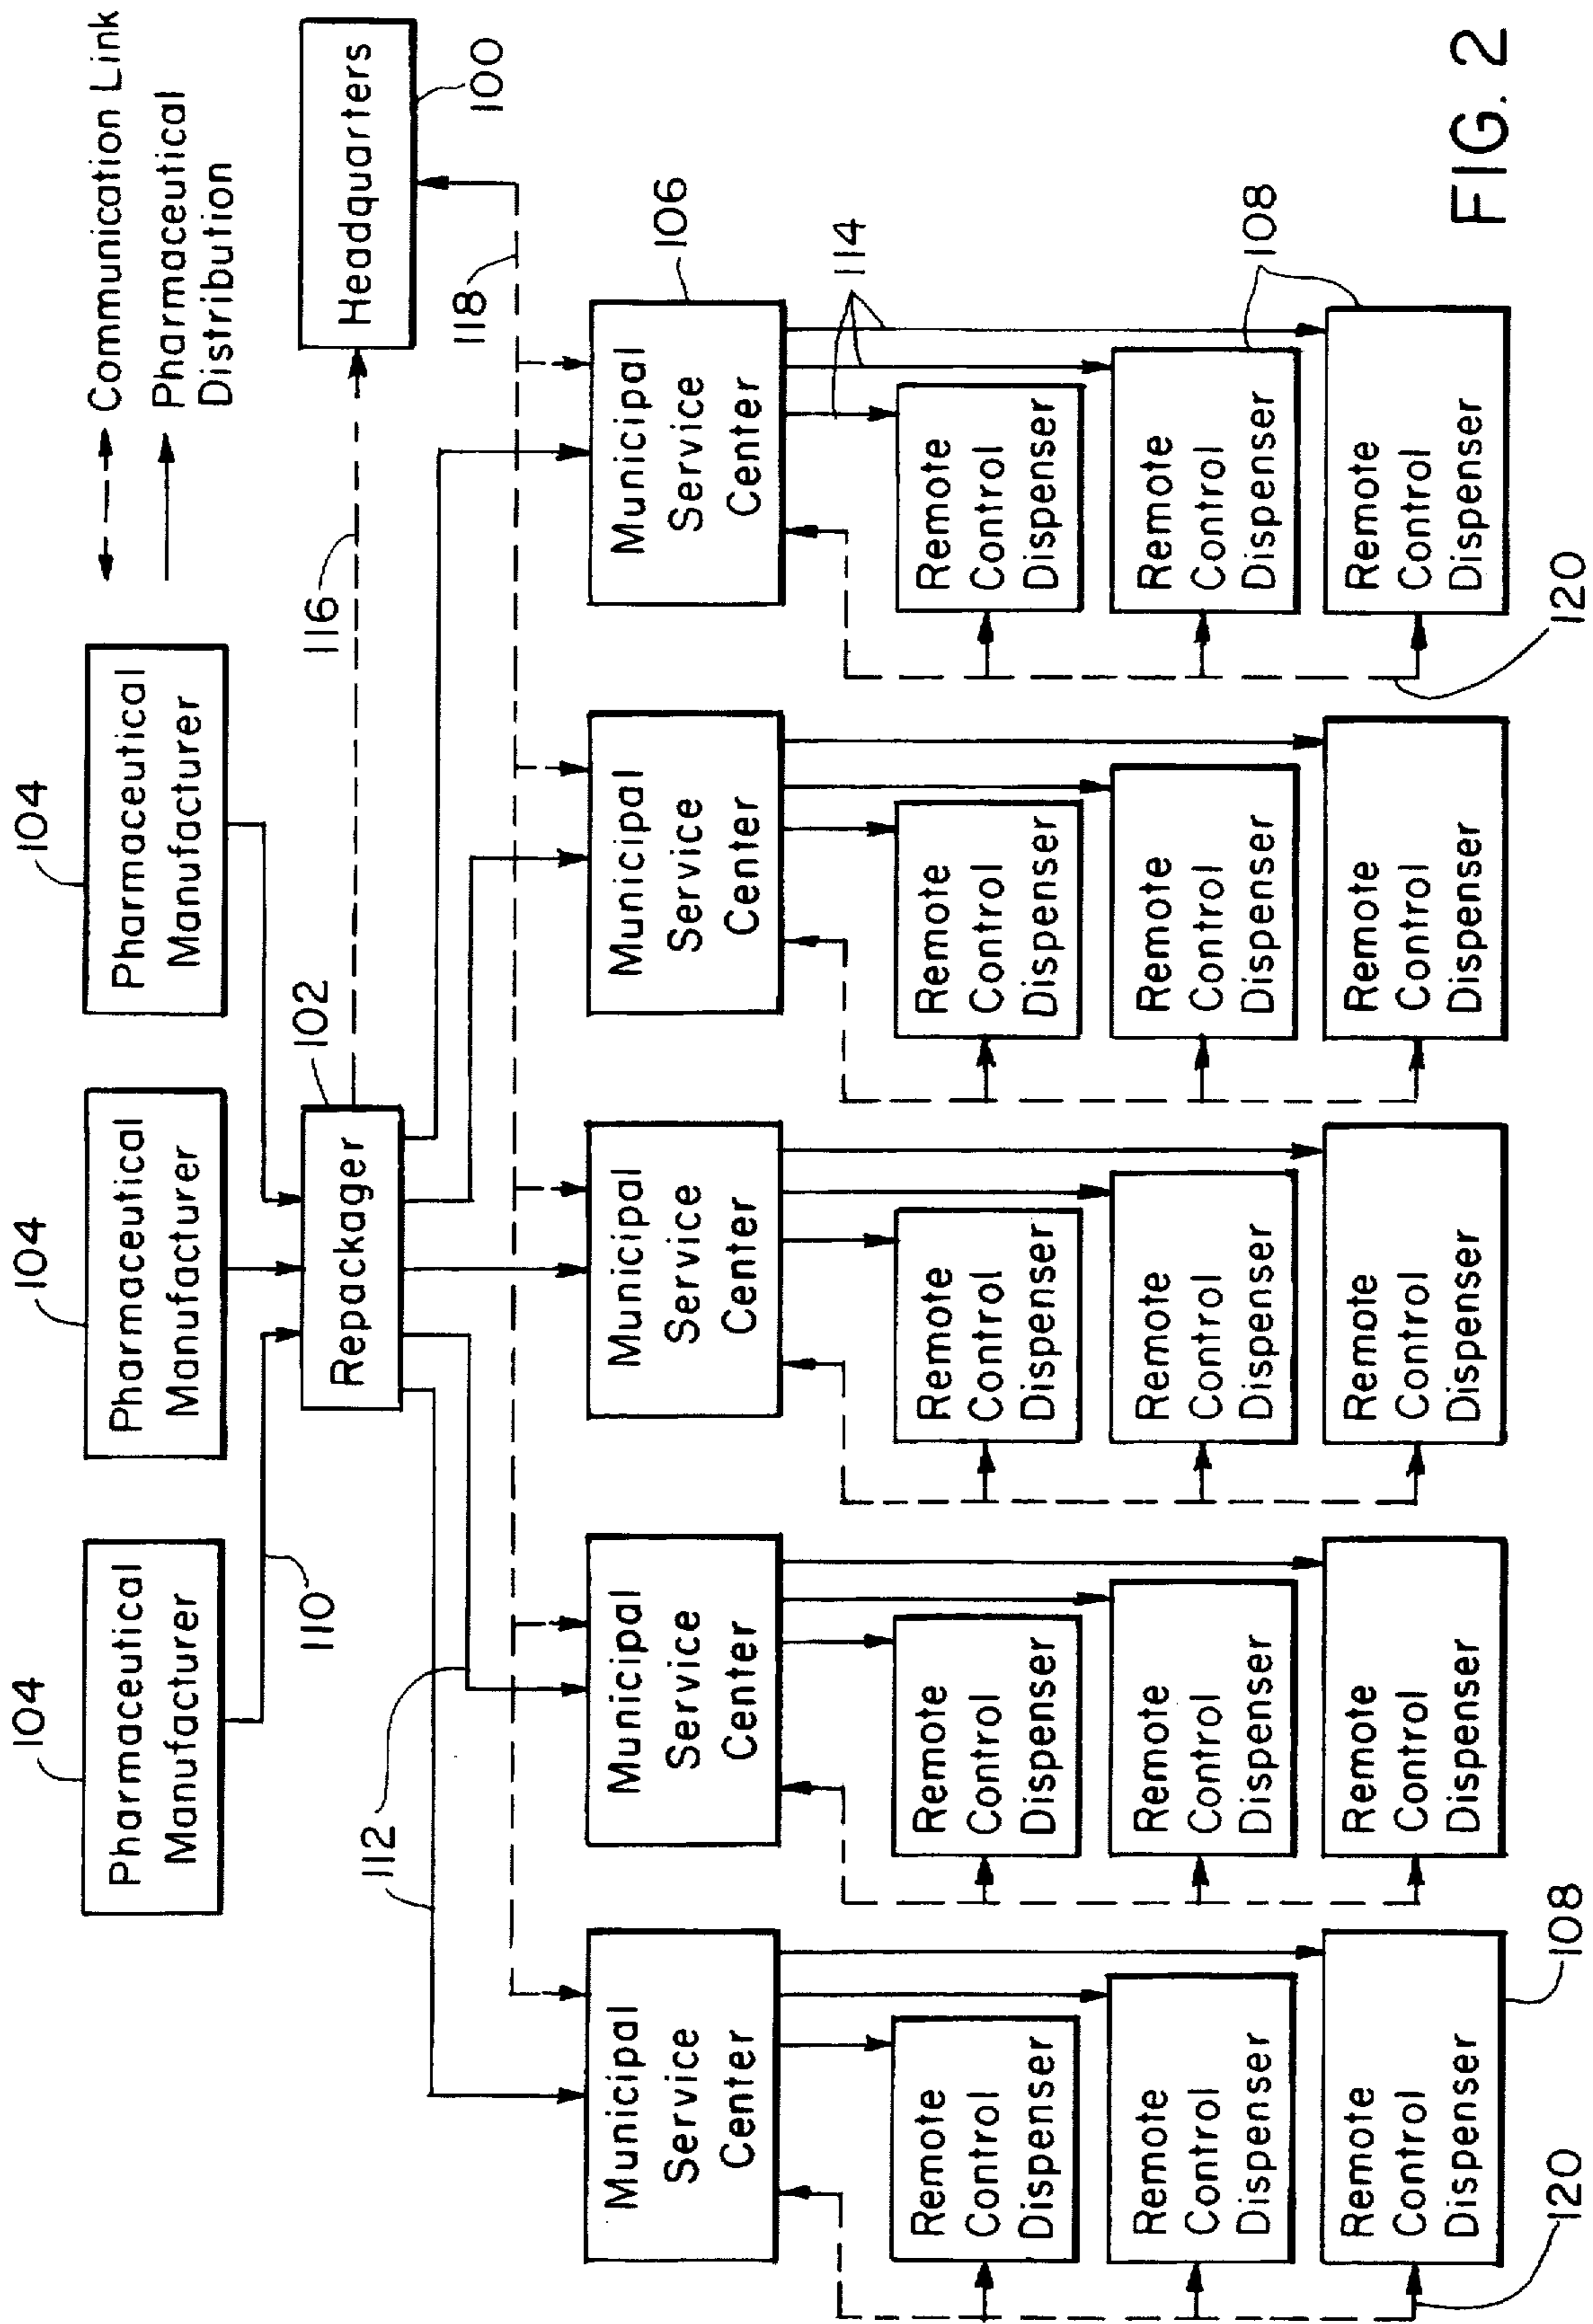 Communication Link
Pharmaceutical
Distribution
104
104
104
Pharmaceutical
Manufacturer
Pharmaceutical
Manufacturer
Pharmaceutical
Manufacturer
110
102
116
Repackager
Headquarters
100
112
118
106
Municipal
Service
Center
Municipal
Service
Center
Municipal
Service
Center
Municipal
Service
Center
Municipal
Service
Center
114
Remote
Control
Dispenser
Remote
Control
Dispenser
Remote
Control
Dispenser
Remote
Control
Dispenser
Remote
Control
Dispenser
Remote
Control
Dispenser
Remote
Control
Dispenser
Remote
Control
Dispenser
Remote
Control
Dispenser
Remote
Control
Dispenser
108
Remote
Control
Dispenser
Remote
Control
Dispenser
Remote
Control
Dispenser
Remote
Control
Dispenser
Remote
Control
Dispenser
120
108
120
FIG. 2